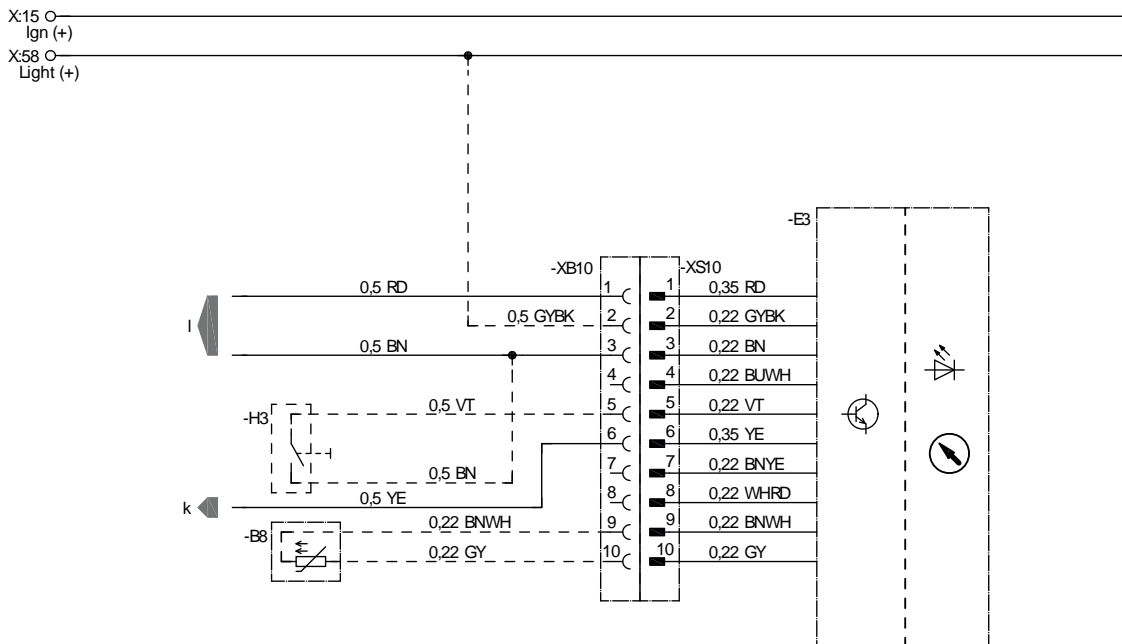 X:15
Ign (+)
X:58
Light (+)
-E3
-XB10 -XS10
0,5 RD 1 1 0,35 RD
0,5 GYBK 2 2 0,22 GYBK
l
0,5 BN 3 3 0,22 BN
4 4 0,22 BUWH
-H3 0,5 VT 5 5 0,22 VT
6 6 0,35 YE
0,5 BN 7 7 0,22 BNYE
k 0,5 YE 8 8 0,22 WHRD
-B8 0,22 BNWH 9 9 0,22 BNWH
0,22 GY 10 10 0,22 GY